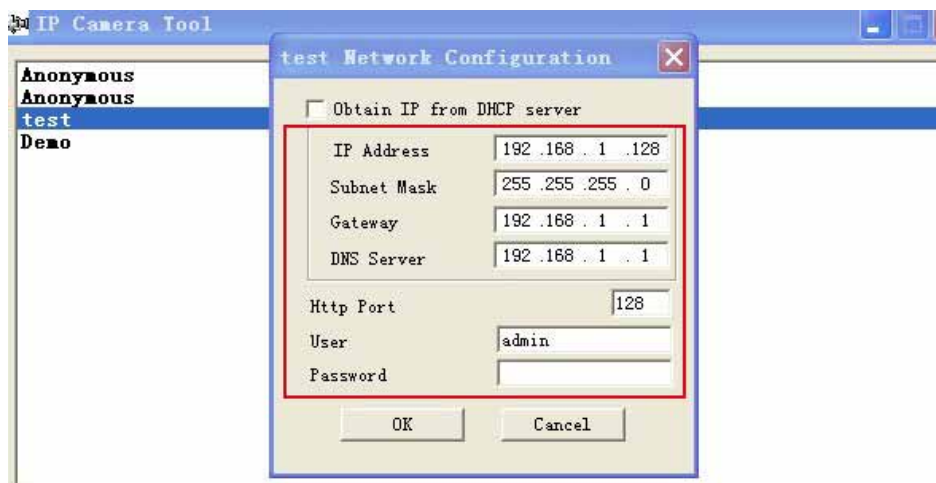 IP Camera Tool
test Network Configuration
Anonymous
Anonymous
test
Demo
Obtain IP from DHCP server
IP Address 192 .168 . 1 .128
Subnet Mask 255 .255 .255 . 0
Gateway 192 .168 . 1 . 1
DNS Server 192 .168 . 1 . 1
Http Port 128
User admin
Password
OK Cancel